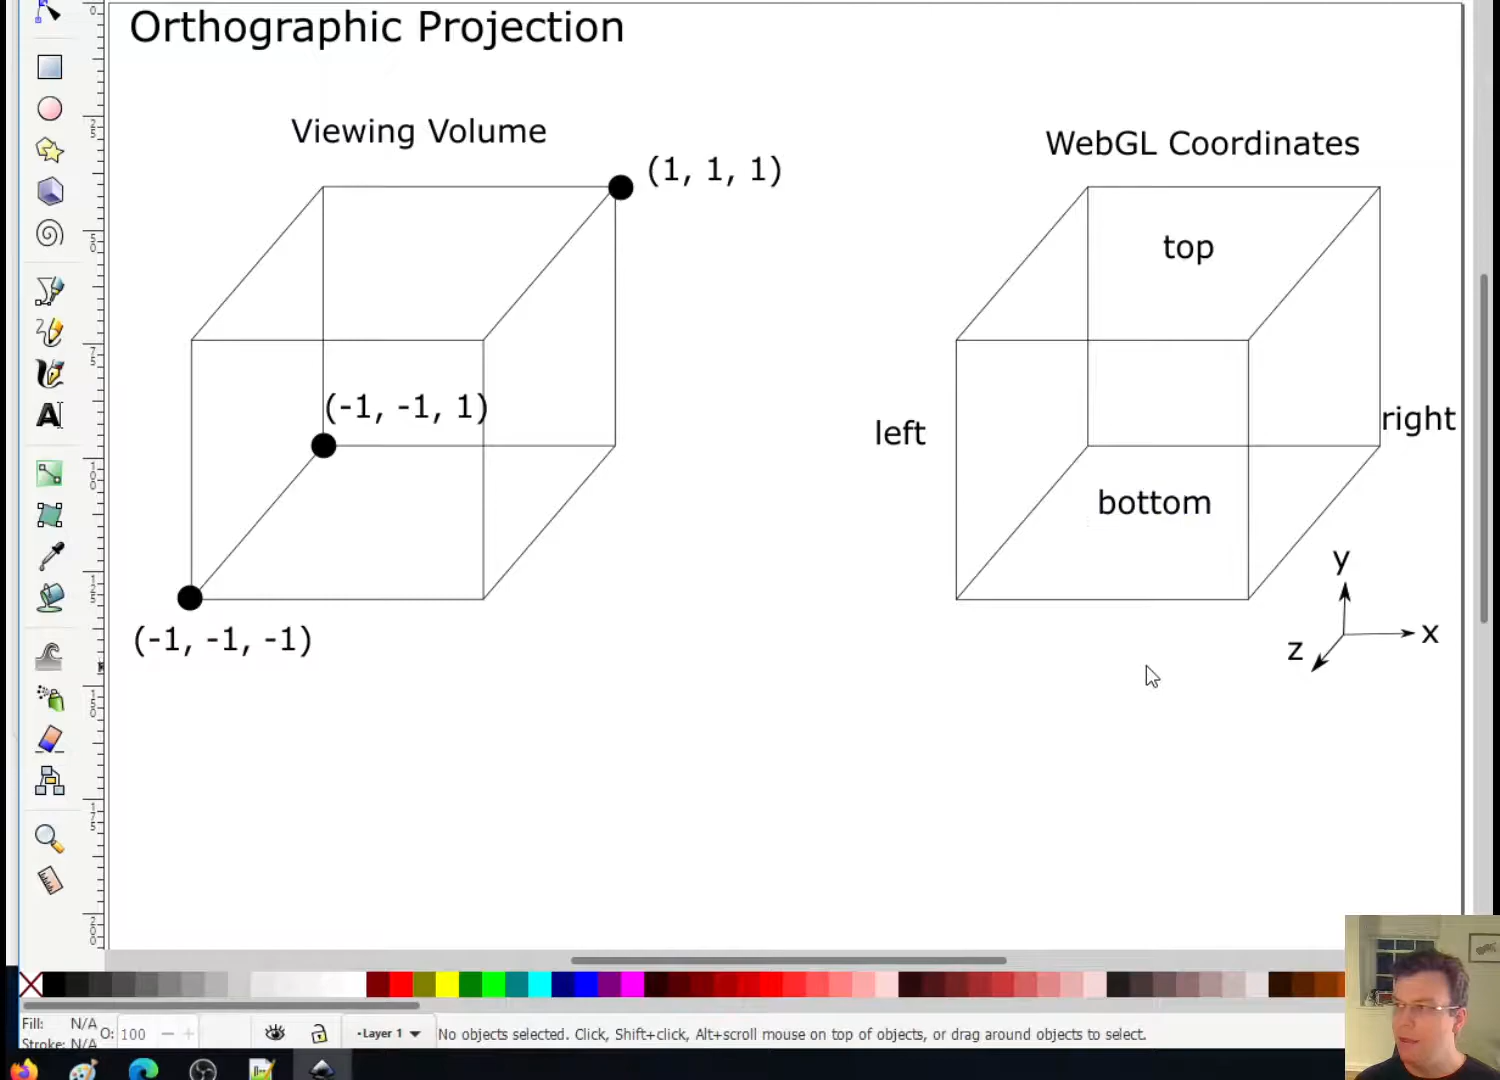 Orthographic Projection
Viewing Volume
WebGL Coordinates
(1, 1, 1)
top
(-1, -1, 1)
left
right
bottom
y
(-1, -1, -1)
x
z
Fill: N/A
Stroke: N/A
O: 100
•Layer 1
No objects selected. Click, Shift+click, Alt+scroll mouse on top of objects, or drag around objects to select.